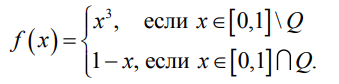 f(x) = { x³, если x ∈ [0,1] \ Q
1 − x, если x ∈ [0,1] ⋂ Q.